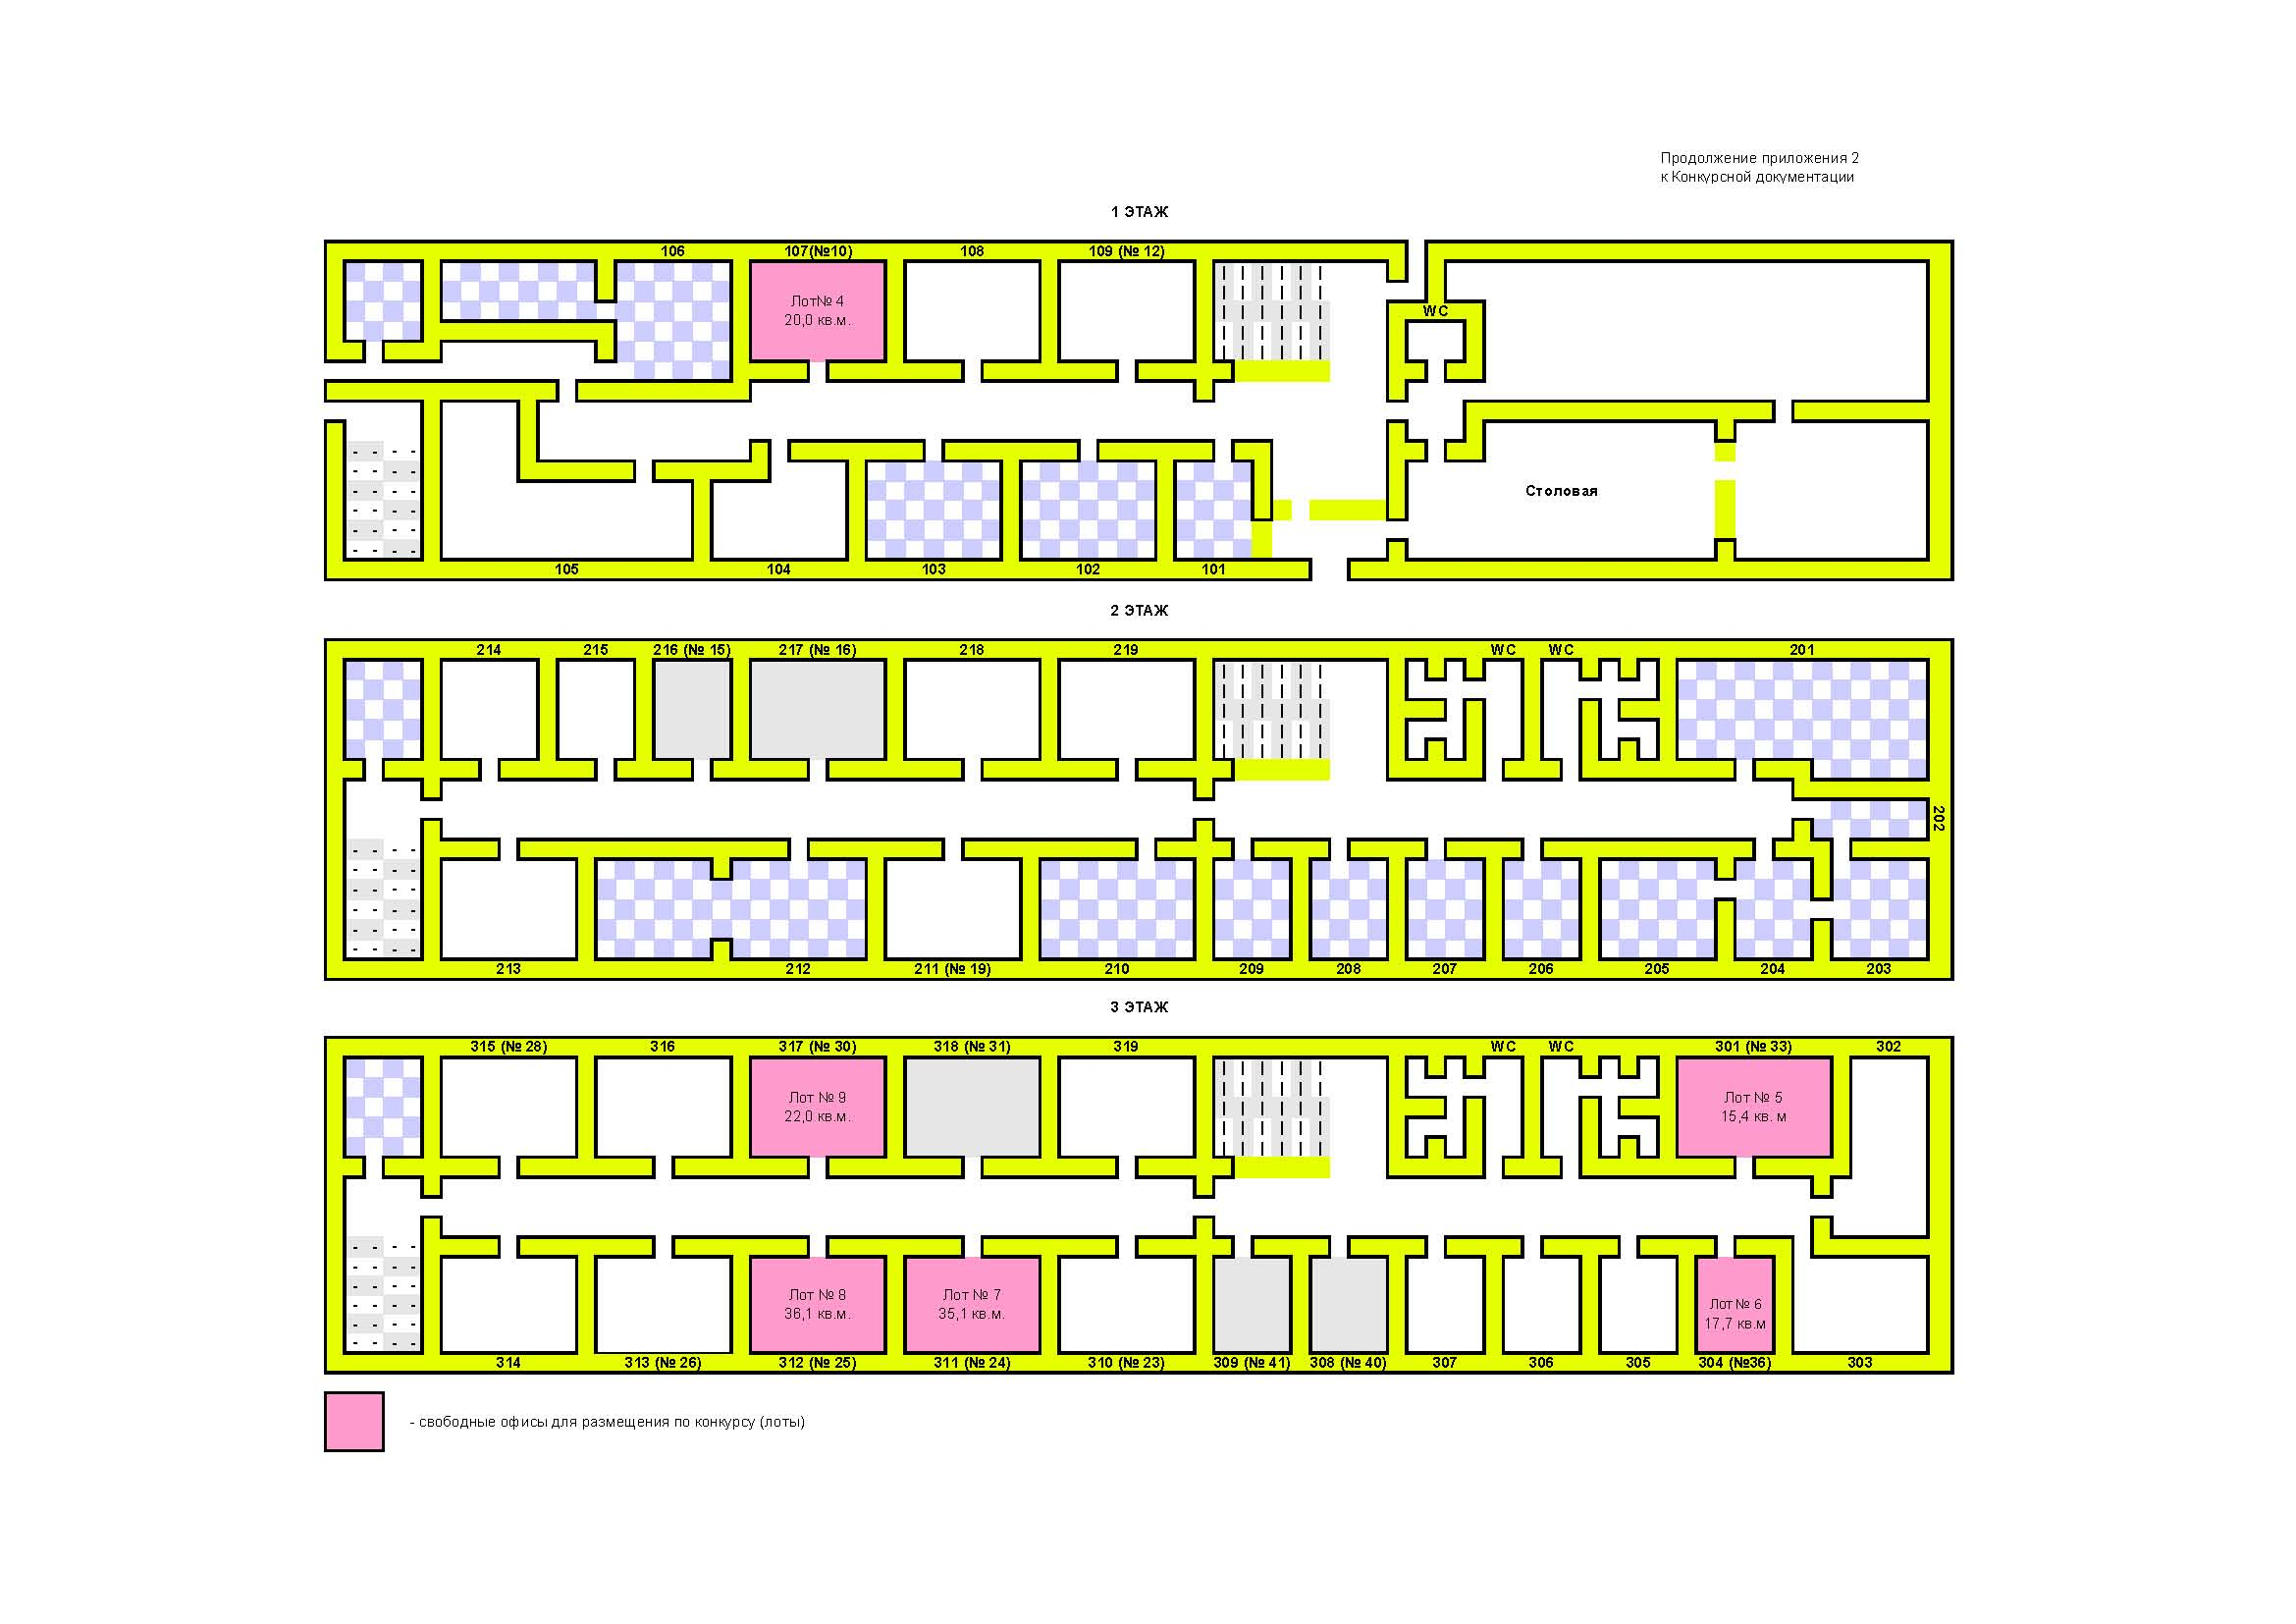 Продолжение приложения 2
к Конкурсной документации
1 ЭТАЖ
106
107(№10)
108
109 (№ 12)
Лот№ 4
20,0 кв.м.
WC
Столовая
105
104
103
102
101
2 ЭТАЖ
214
215
216 (№ 15)
217 (№ 16)
218
219
WC
WC
201
202
213
212
211 (№ 19)
210
209
208
207
206
205
204
203
3 ЭТАЖ
315 (№ 28)
316
317 (№ 30)
318 (№ 31)
319
WC
WC
301 (№ 33)
302
Лот № 9
22,0 кв.м.
Лот № 5
15,4 кв. м
Лот № 8
36,1 кв.м.
Лот № 7
35,1 кв.м.
Лот № 6
17,7 кв.м
314
313 (№ 26)
312 (№ 25)
311 (№ 24)
310 (№ 23)
309 (№ 41)
308 (№ 40)
307
306
305
304 (№36)
303
- свободные офисы для размещения по конкурсу (лоты)